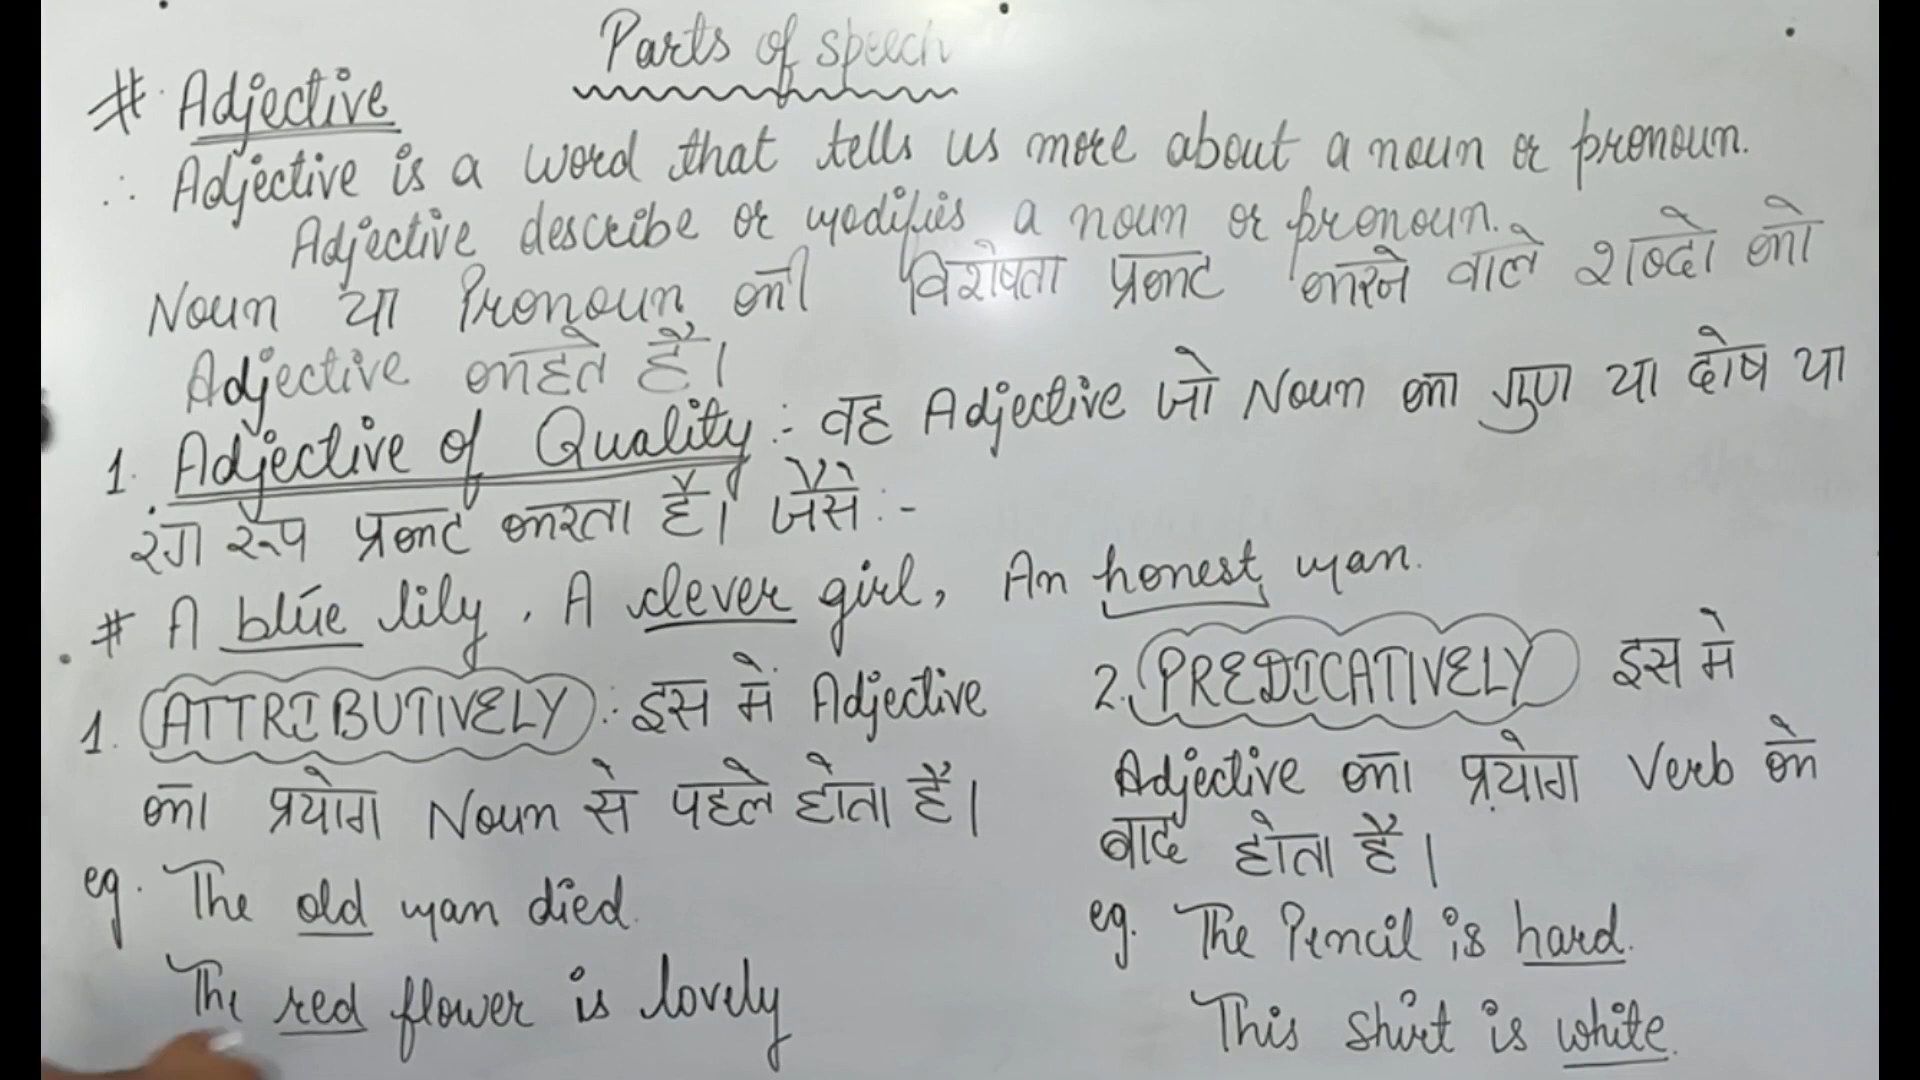 Parts of speech
# Adjective
∴ Adjective is a word that tells us more about a noun or pronoun.
Adjective describe or modifies a noun or pronoun.
Noun या Pronoun की विशेषता प्रकट करने वाले शब्दो को
Adjective कहते है।
1. Adjective of Quality :- वह Adjective जो Noun का गुण या दोष या
रंग रूप प्रकट करता है। जैसे :-
# A blue lily, A clever girl, An honest man.
1. ATTRIBUTIVELY : इस में Adjective
का प्रयोग Noun से पहले होता है।
eg. The old man died.
The red flower is lovely
2. PREDICATIVELY इस मे
Adjective का प्रयोग Verb के
बाद होता है।
eg. The Pencil is hard.
This shirt is white.